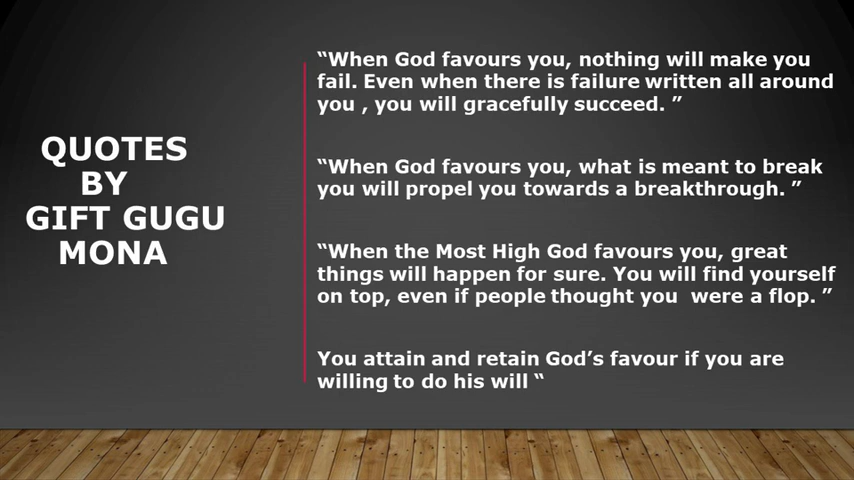 QUOTES
BY
GIFT GUGU
MONA
“When God favours you, nothing will make you
fail. Even when there is failure written all around
you , you will gracefully succeed. ”
“When God favours you, what is meant to break
you will propel you towards a breakthrough. ”
“When the Most High God favours you, great
things will happen for sure. You will find yourself
on top, even if people thought you  were a flop. ”
You attain and retain God’s favour if you are
willing to do his will “